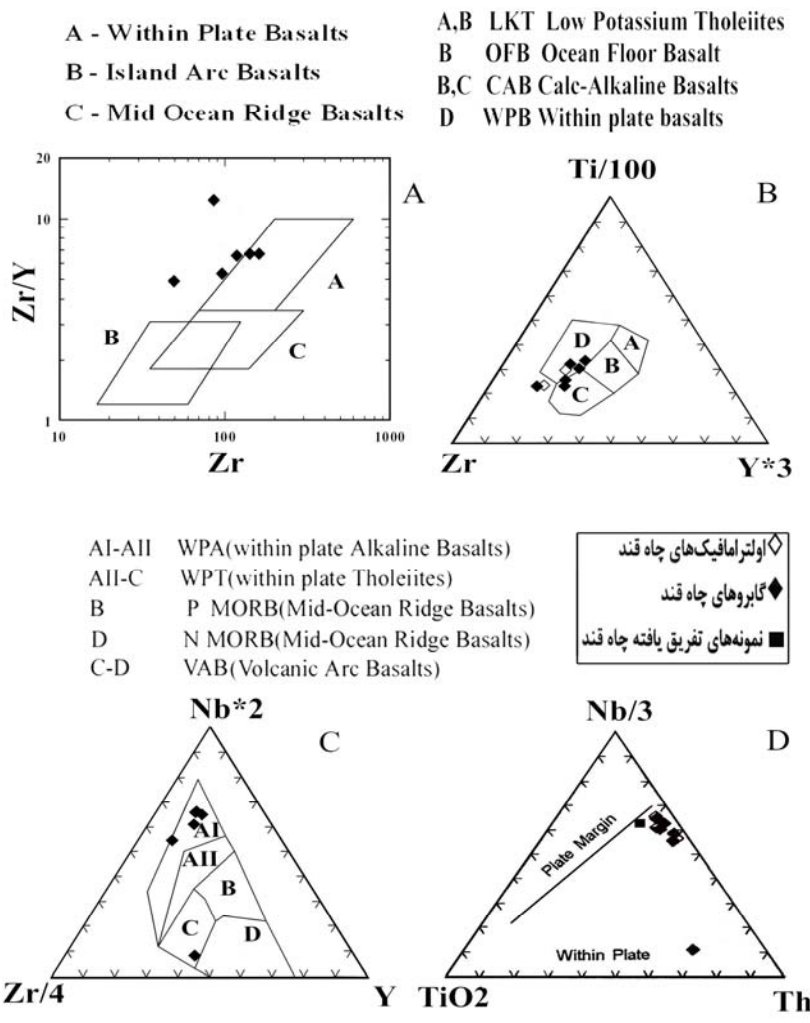 A - Within Plate Basalts
B - Island Arc Basalts
C - Mid Ocean Ridge Basalts
A,B LKT Low Potassium Tholeiites
B OFB Ocean Floor Basalt
B,C CAB Calc-Alkaline Basalts
D WPB Within plate basalts
20
10
1
Zr/Y
A
B
C
A
10 100 1000
Zr
Ti/100
B
D
A
B
C
Zr
Y*3
AI-AII WPA(within plate Alkaline Basalts)
AII-C WPT(within plate Tholeiites)
B P MORB(Mid-Ocean Ridge Basalts)
D N MORB(Mid-Ocean Ridge Basalts)
C-D VAB(Volcanic Arc Basalts)
اولترامافیک‌های چاه قند
گابروهای چاه قند
نمونه‌های تفریق یافته چاه قند
Nb*2
C
AI
AII
B
C
D
Zr/4
Y
Nb/3
D
Plate Margin
Within Plate
TiO2
Th